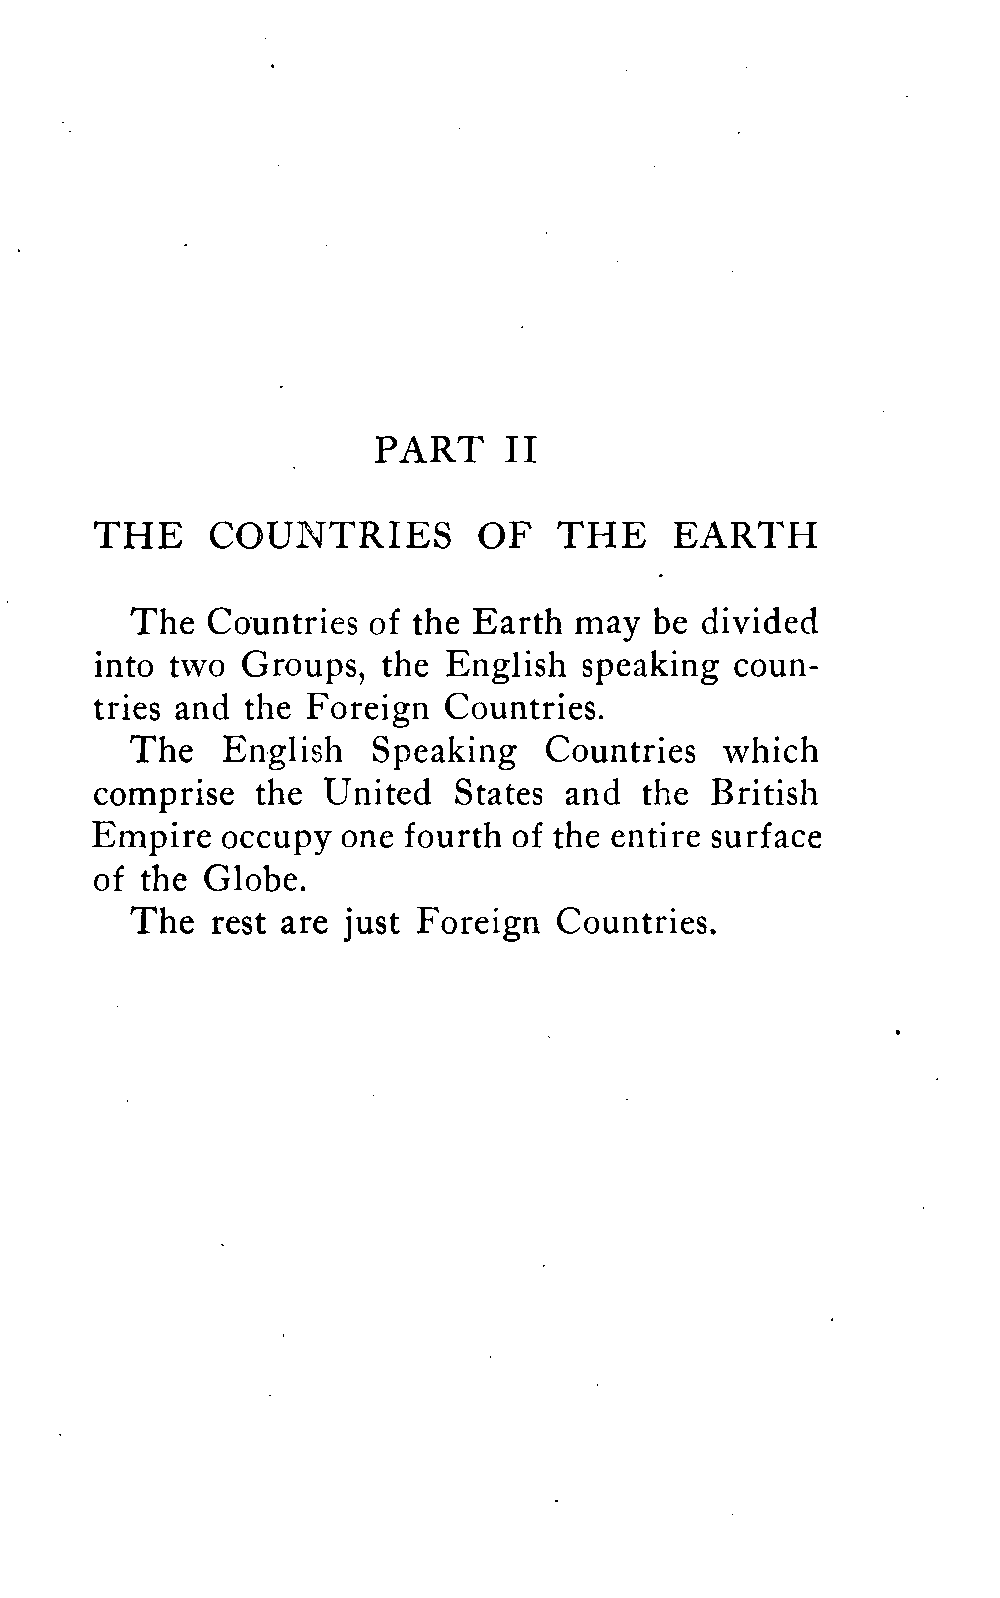 PART II
THE COUNTRIES OF THE EARTH
The Countries of the Earth may be divided
into two Groups, the English speaking coun-
tries and the Foreign Countries.
The English Speaking Countries which
comprise the United States and the British
Empire occupy one fourth of the entire surface
of the Globe.
The rest are just Foreign Countries.